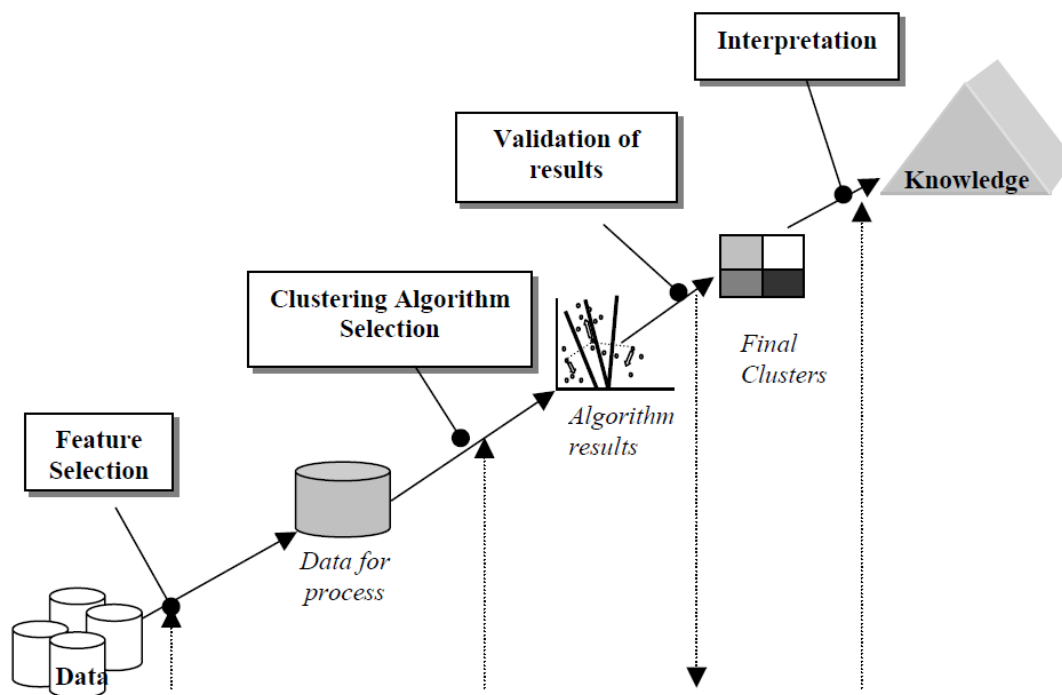 Interpretation
Validation of
results
Knowledge
Clustering Algorithm
Selection
Final
Clusters
Algorithm
results
Feature
Selection
Data for
process
Data